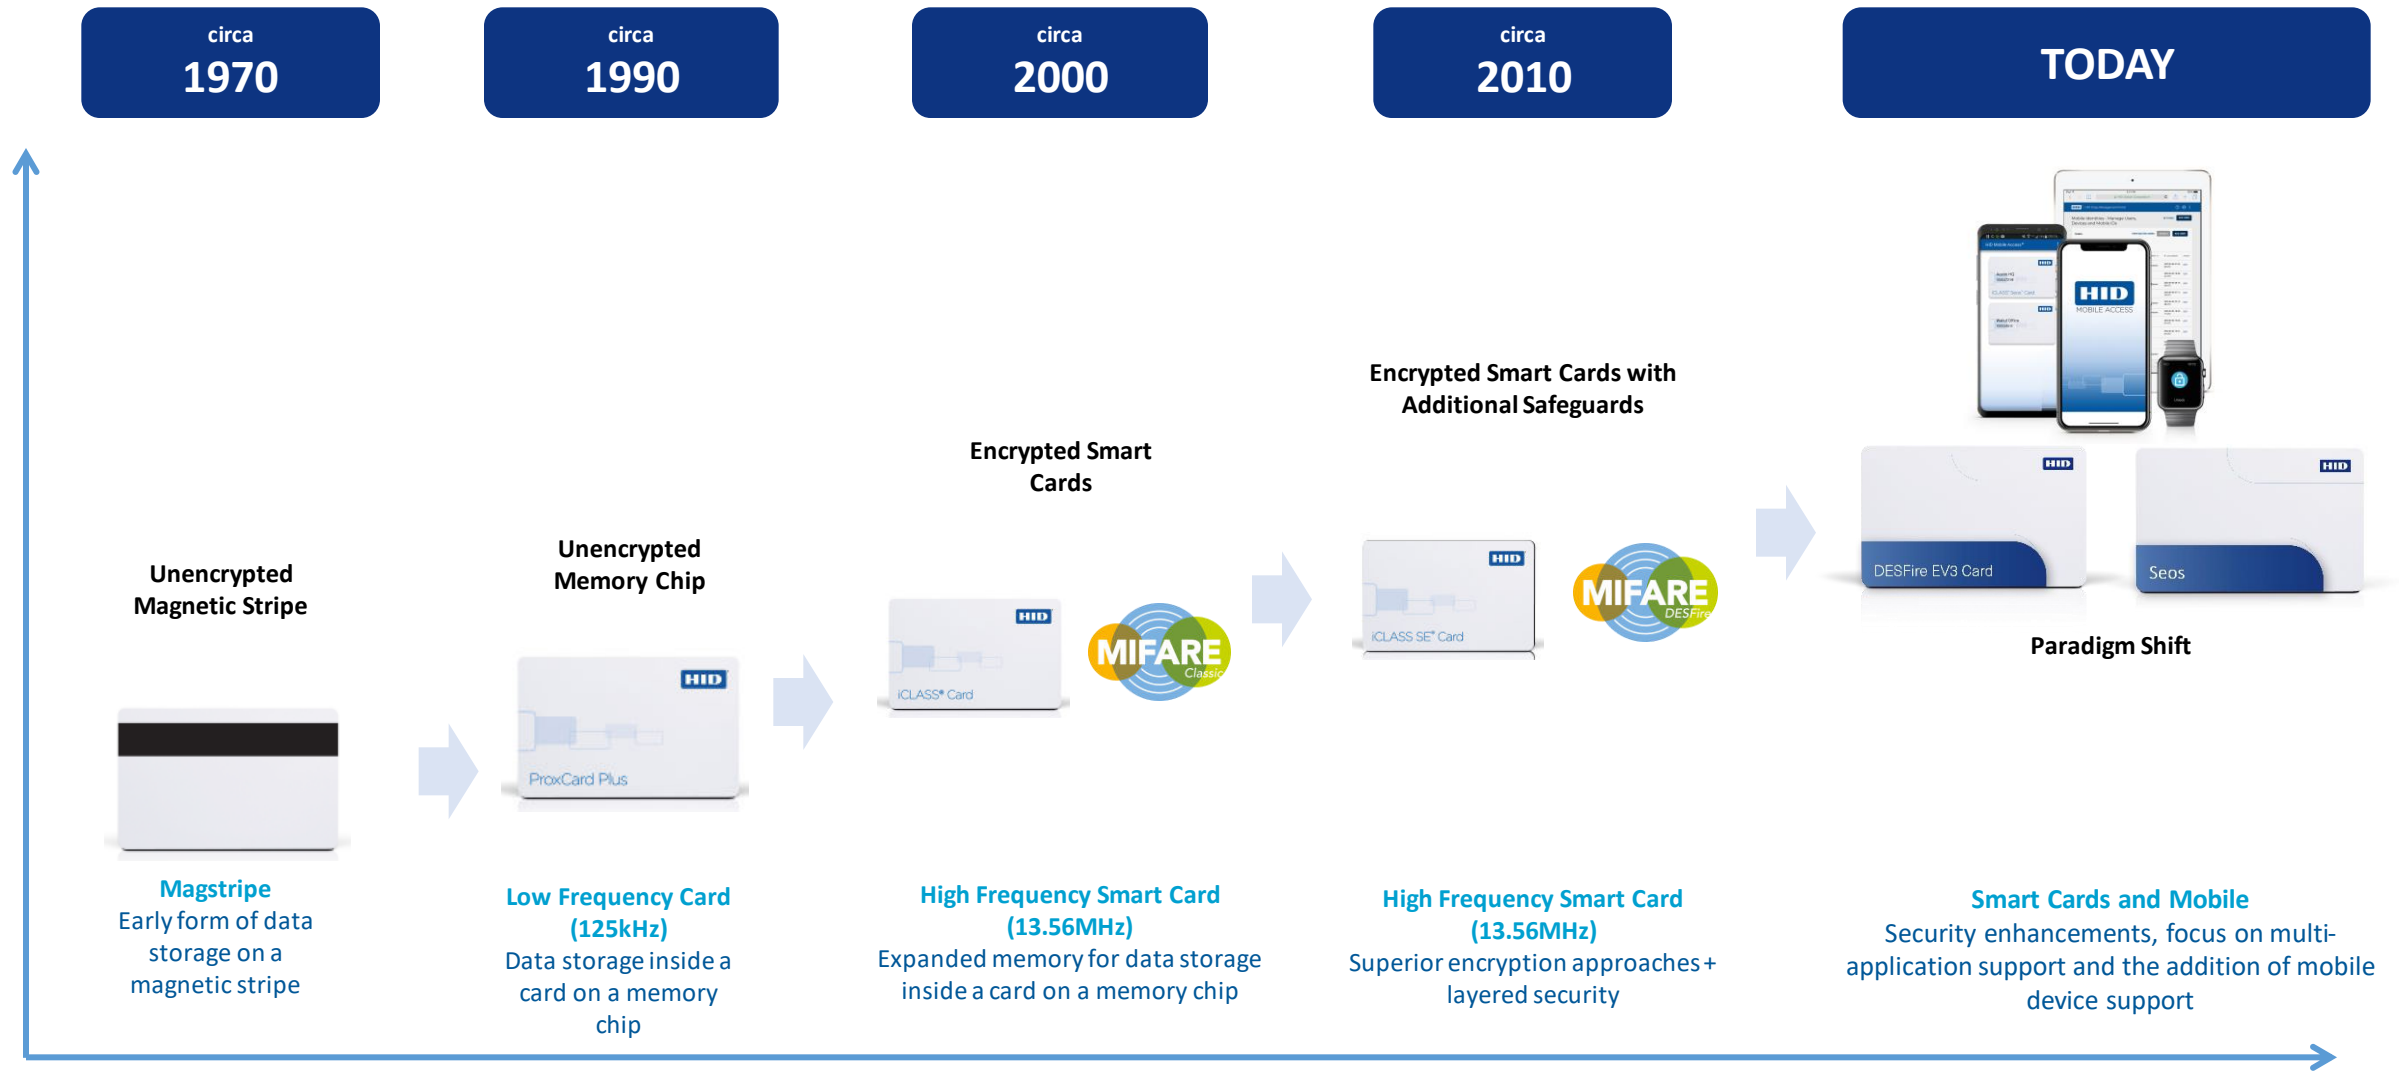 circa
1970
circa
1990
circa
2000
circa
2010
TODAY
Unencrypted
Magnetic Stripe
Magstripe
Early form of data
storage on a
magnetic stripe
Unencrypted
Memory Chip
HID
ProxCard Plus
Low Frequency Card
(125kHz)
Data storage inside a
card on a memory
chip
Encrypted Smart
Cards
HID
iCLASS® Card
MIFARE
Classic
High Frequency Smart Card
(13.56MHz)
Expanded memory for data storage
inside a card on a memory chip
Encrypted Smart Cards with
Additional Safeguards
HID
iCLASS SE® Card
MIFARE
DESFire
High Frequency Smart Card
(13.56MHz)
Superior encryption approaches +
layered security
HID Mobile Access®
HID
HID
HID
MOBILE ACCESS
HID
DESFire EV3 Card
HID
Seos
Paradigm Shift
Smart Cards and Mobile
Security enhancements, focus on multi-
application support and the addition of mobile
device support